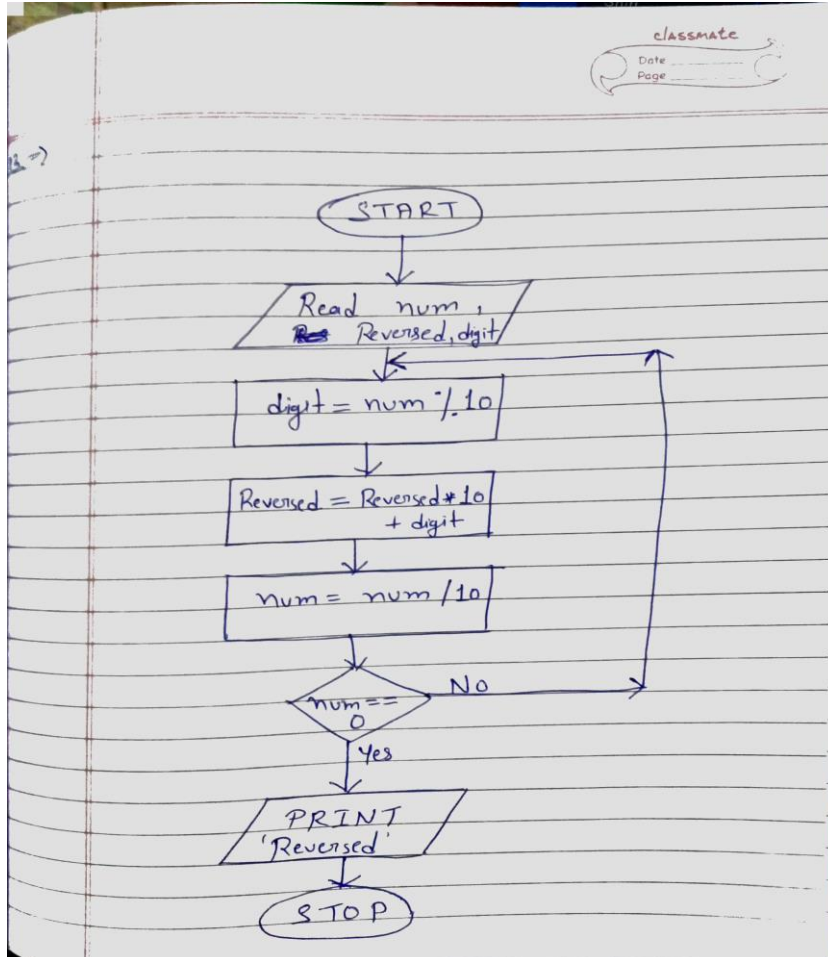 classmate
Date
Page
START
Read num,
Reversed, digit
digit = num % 10
Reversed = Reversed * 10
+ digit
num = num / 10
num ==
0
No
Yes
PRINT
'Reversed'
STOP